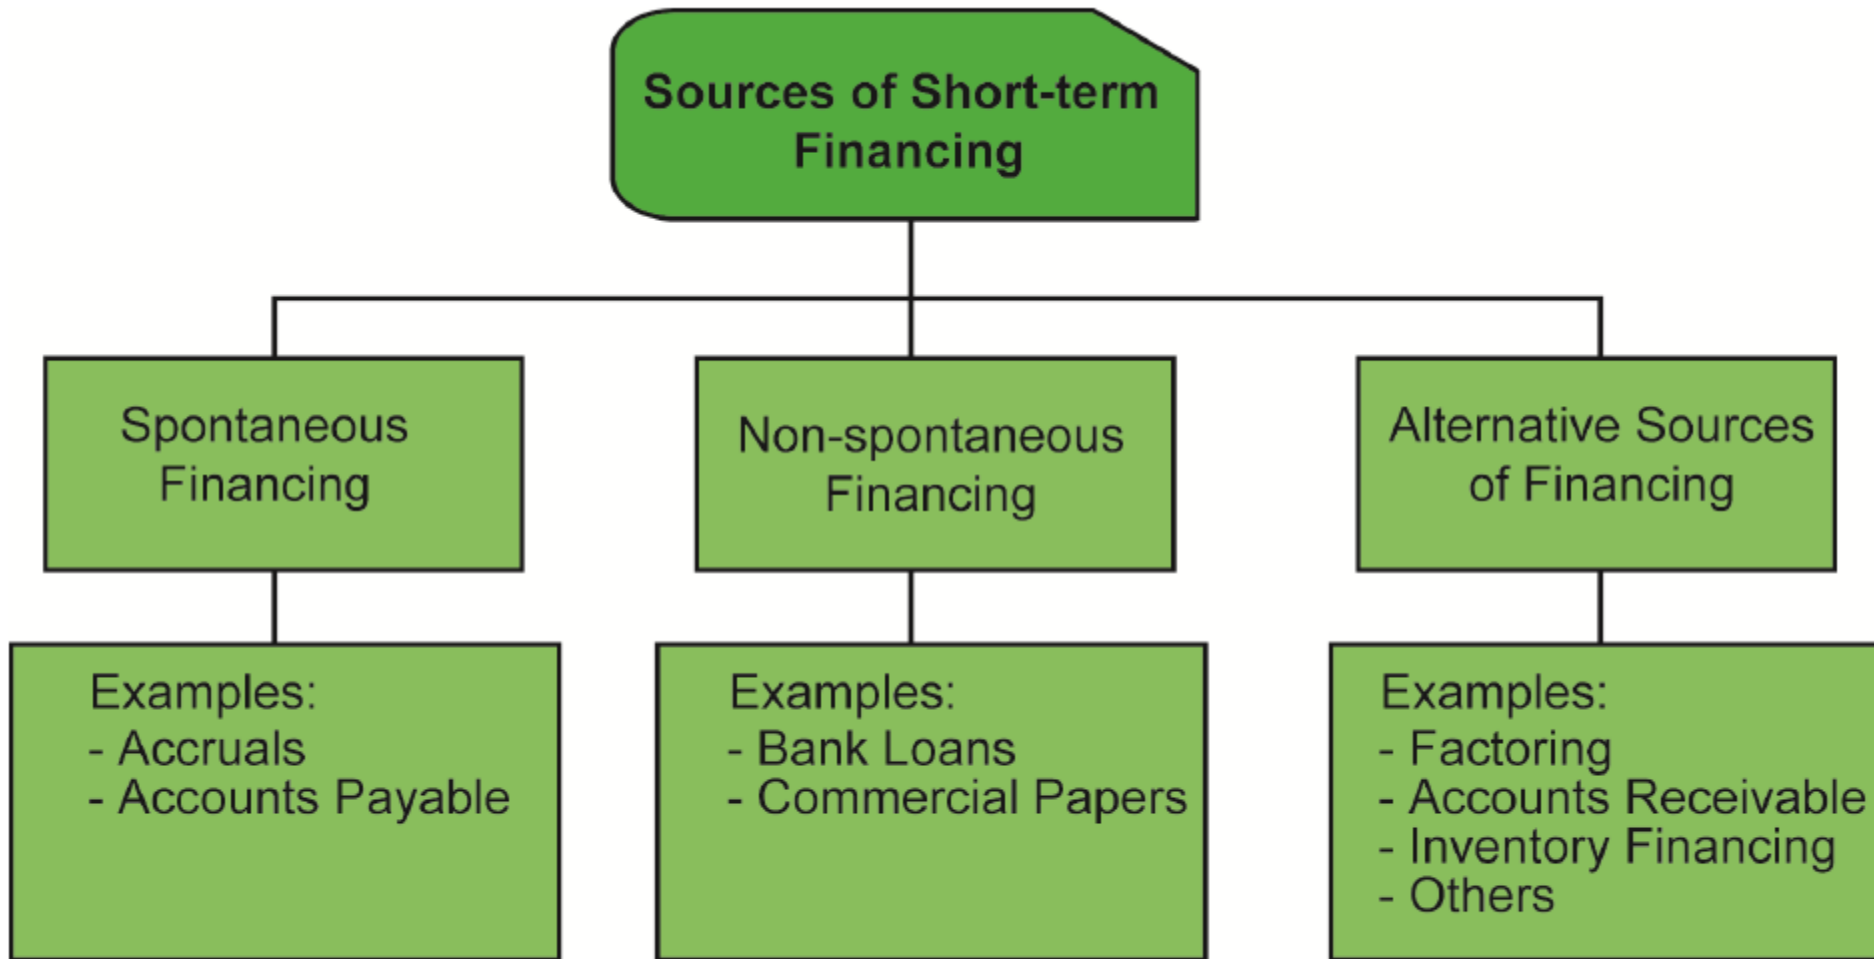 Sources of Short-term
Financing
Spontaneous
Financing
Non-spontaneous
Financing
Alternative Sources
of Financing
Examples:
- Accruals
- Accounts Payable
Examples:
- Bank Loans
- Commercial Papers
Examples:
- Factoring
- Accounts Receivable
- Inventory Financing
- Others